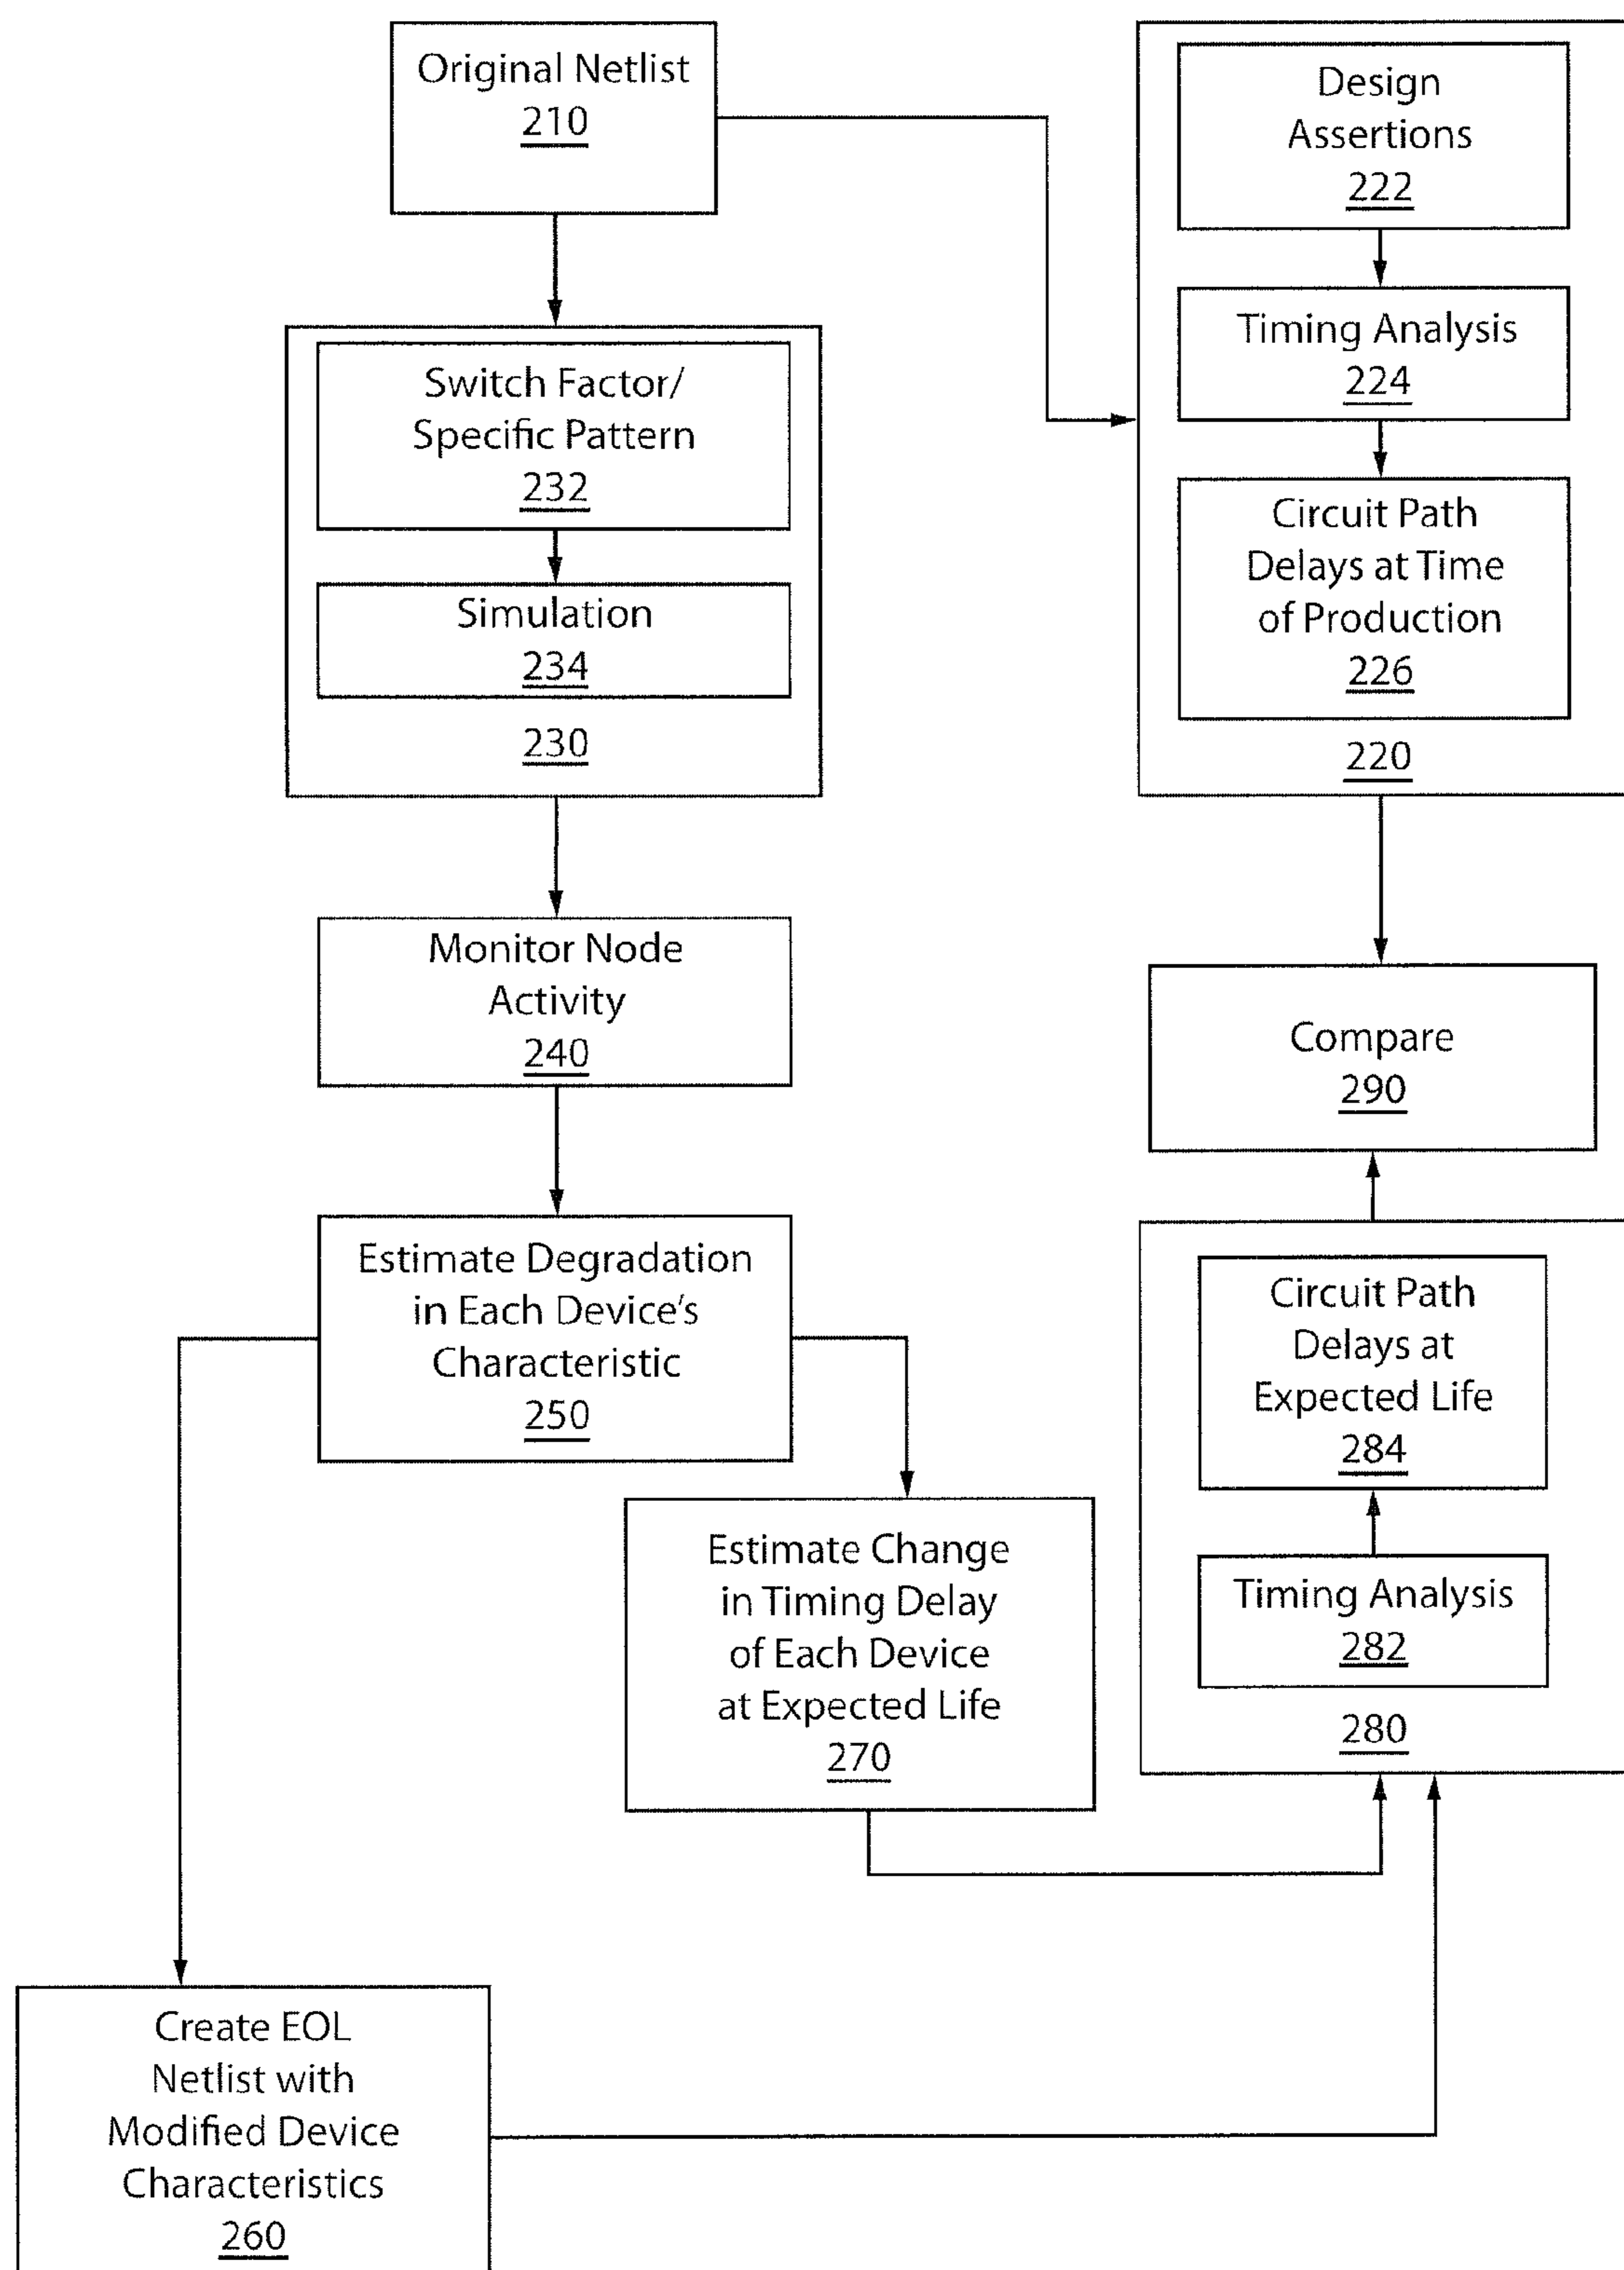 Original Netlist
210
Design
Assertions
222
Timing Analysis
224
Circuit Path
Delays at Time
of Production
226
220
Switch Factor/
Specific Pattern
232
Simulation
234
230
Monitor Node
Activity
240
Compare
290
Estimate Degradation
in Each Device's
Characteristic
250
Circuit Path
Delays at
Expected Life
284
Timing Analysis
282
280
Estimate Change
in Timing Delay
of Each Device
at Expected Life
270
Create EOL
Netlist with
Modified Device
Characteristics
260